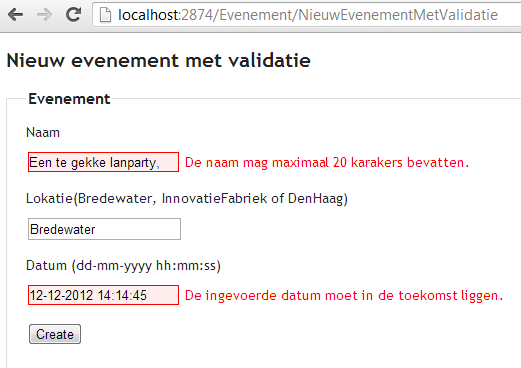 localhost:2874/Evenement/NieuwEvenementMetValidatie
Nieuw evenement met validatie
Evenement
Naam
Een te gekke lanparty, De naam mag maximaal 20 karakers bevatten.
Lokatie(Bredewater, InnovatieFabriek of DenHaag)
Bredewater
Datum (dd-mm-yyyy hh:mm:ss)
12-12-2012 14:14:45 De ingevoerde datum moet in de toekomst liggen.
Create